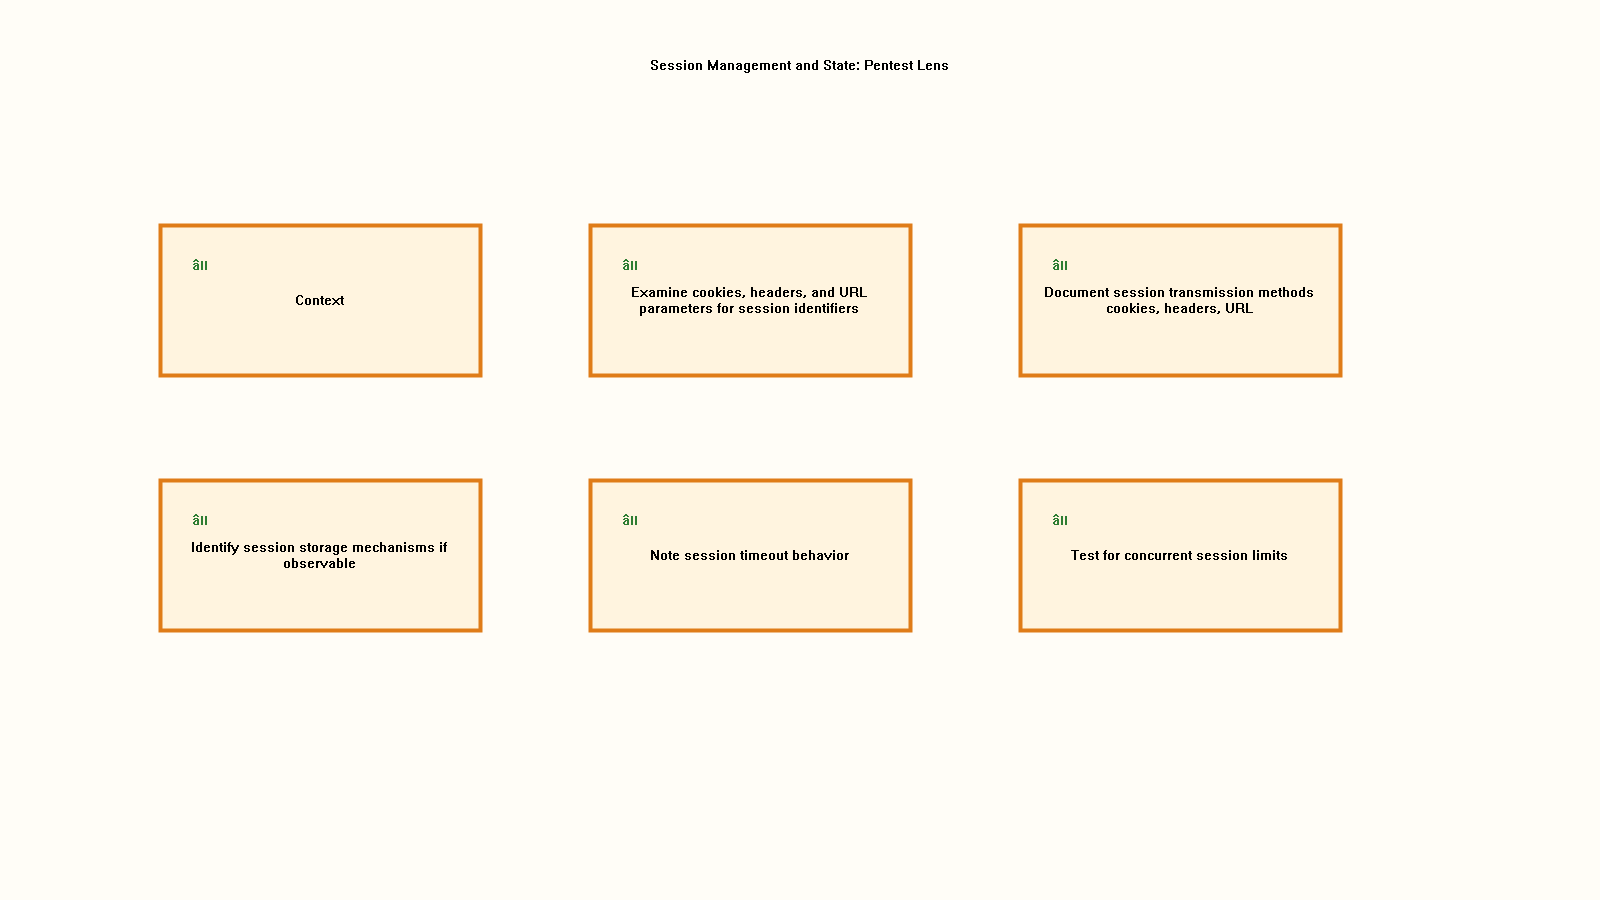 Session Management and State: Pentest Lens
âll
Context
âll
Examine cookies, headers, and URL
parameters for session identifiers
âll
Document session transmission methods
cookies, headers, URL
âll
Identify session storage mechanisms if
observable
âll
Note session timeout behavior
âll
Test for concurrent session limits